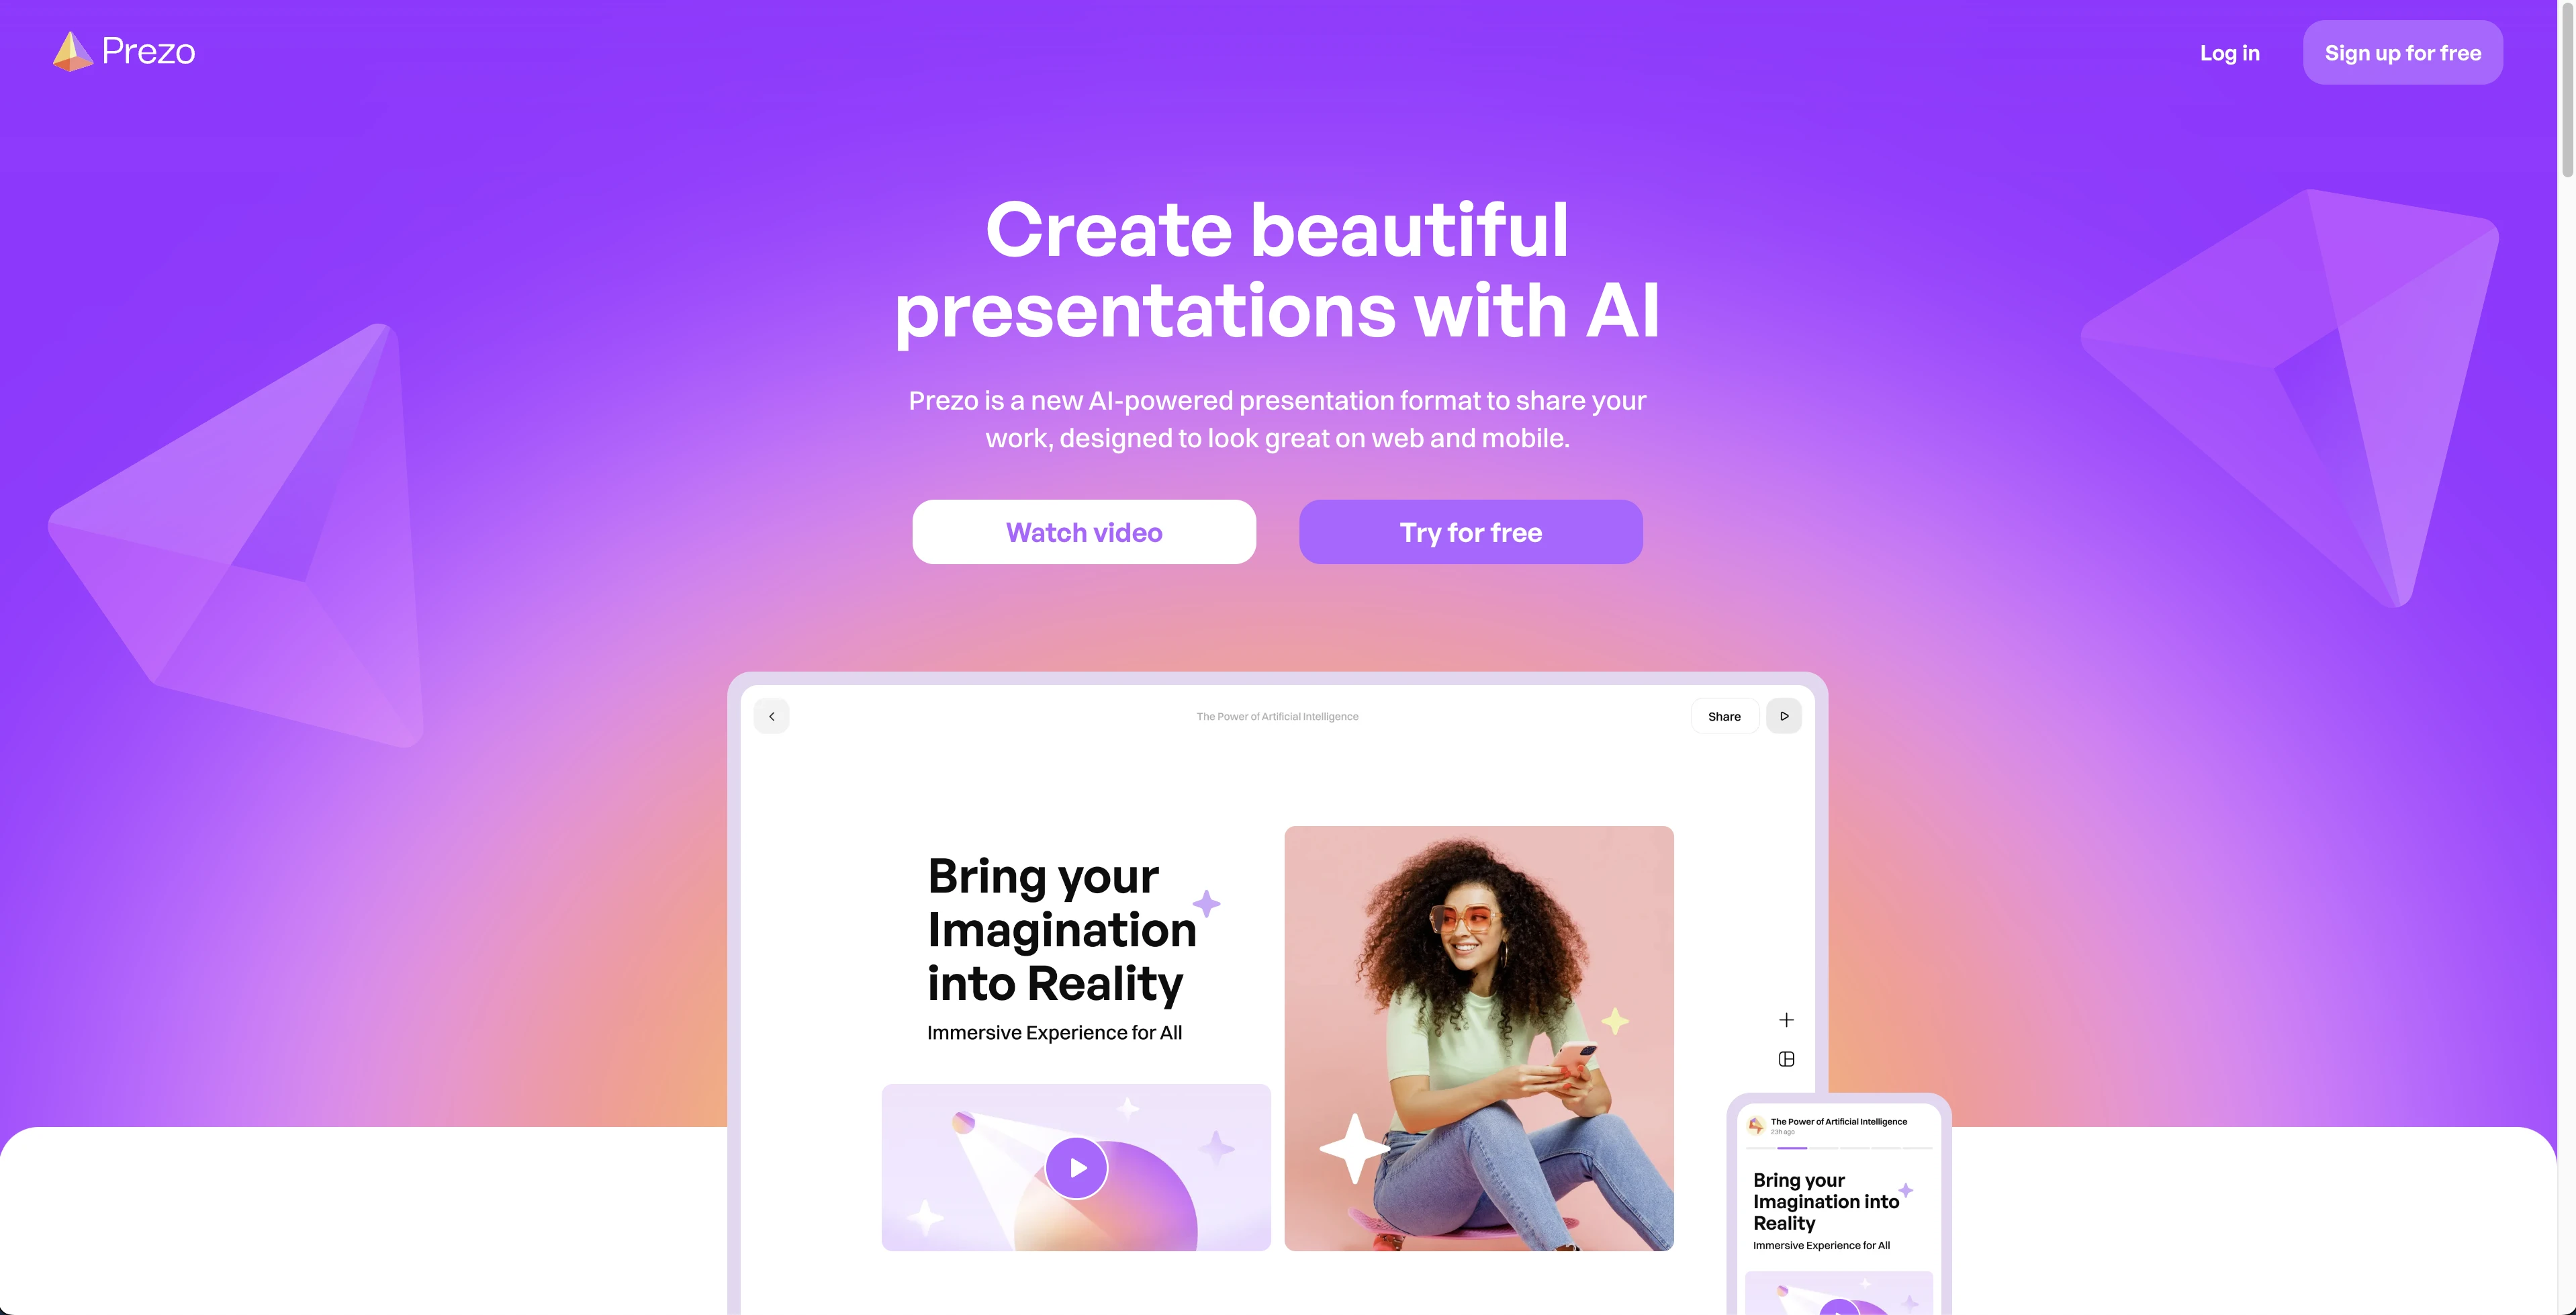 Prezo
Log in
Sign up for free
Create beautiful
presentations with AI
Prezo is a new AI-powered presentation format to share your
work, designed to look great on web and mobile.
Watch video
Try for free
The Power of Artificial Intelligence
Share
Bring your
Imagination
into Reality
Immersive Experience for All
The Power of Artificial Intelligence
23h ago
Bring your
Imagination into
Reality
Immersive Experience for All